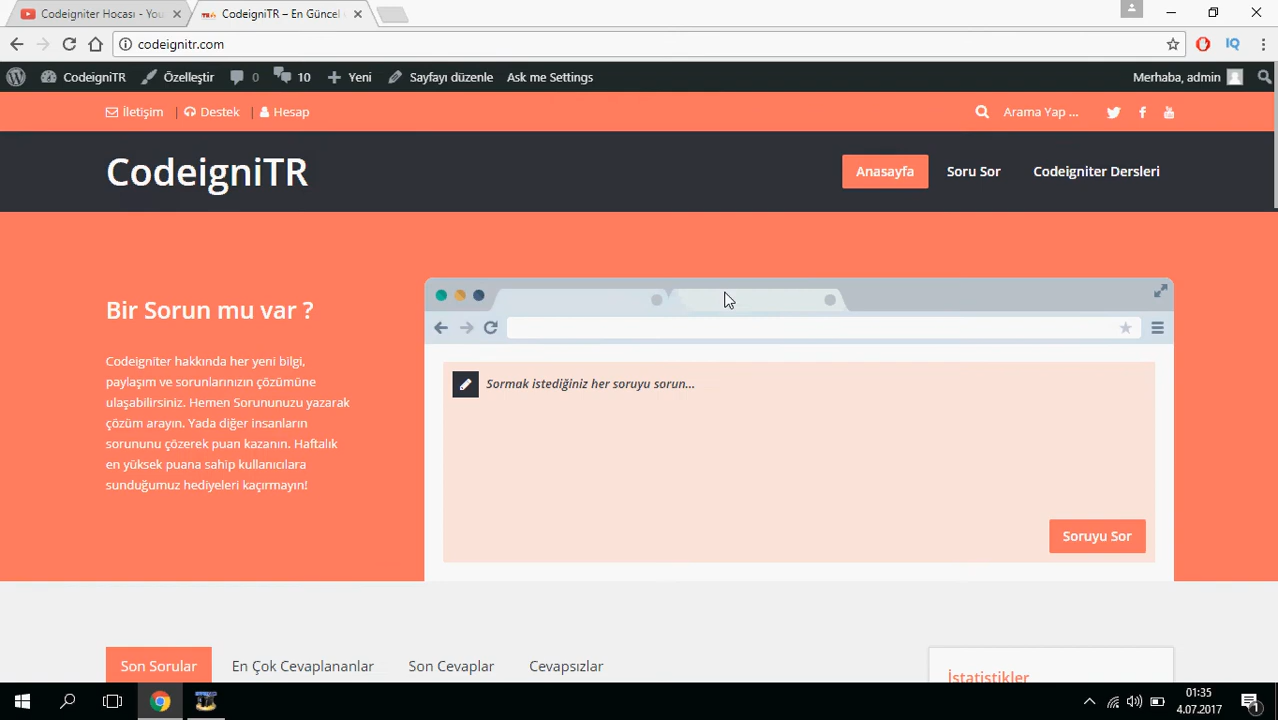 Codeigniter Hocası - You
CodeigniTR – En Güncel
codeignitr.com
CodeigniTR
Özelleştir
0
10
Yeni
Sayfayı düzenle
Ask me Settings
Merhaba, admin
İletişim
Destek
Hesap
Arama Yap ...
CodeigniTR
Anasayfa
Soru Sor
Codeigniter Dersleri
Bir Sorun mu var ?
Codeigniter hakkında her yeni bilgi,
paylaşım ve sorunlarınızın çözümüne
ulaşabilirsiniz. Hemen Sorununuzu yazarak
çözüm arayın. Yada diğer insanların
sorununu çözerek puan kazanın. Haftalık
en yüksek puana sahip kullanıcılara
sunduğumuz hediyeleri kaçırmayın!
Sormak istediğiniz her soruyu sorun...
Soruyu Sor
Son Sorular
En Çok Cevaplananlar
Son Cevaplar
Cevapsızlar
İstatistikler
01:35
4.07.2017